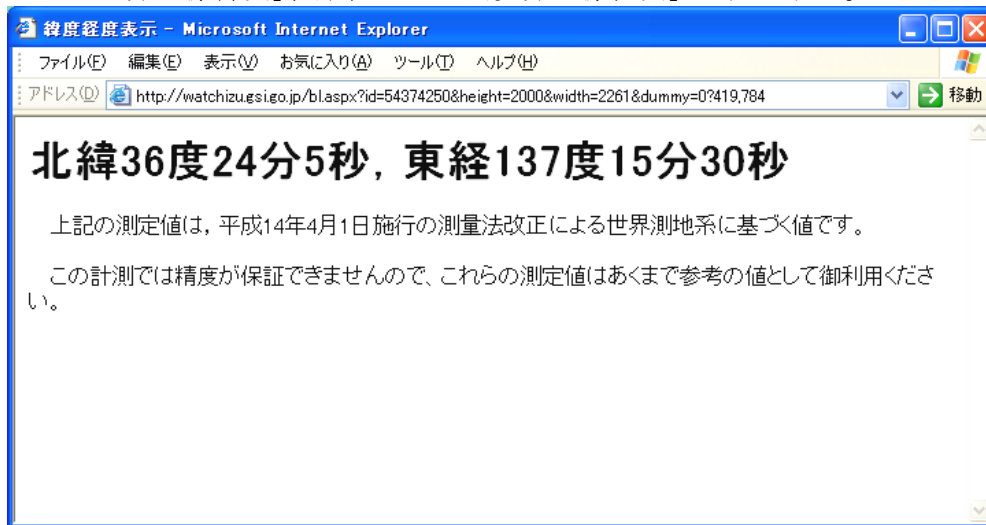 緯度経度表示 - Microsoft Internet Explorer
ファイル(F) 編集(E) 表示(V) お気に入り(A) ツール(T) ヘルプ(H)
アドレス(D) http://watchizu.gsi.go.jp/bl.aspx?id=54374250&height=2000&width=2261&dummy=0?419,784 移動
北緯36度24分5秒, 東経137度15分30秒
上記の測定値は, 平成14年4月1日施行の測量法改正による世界測地系に基づく値です。
この計測では精度が保証できませんので、これらの測定値はあくまで参考の値として御利用くださ
い。